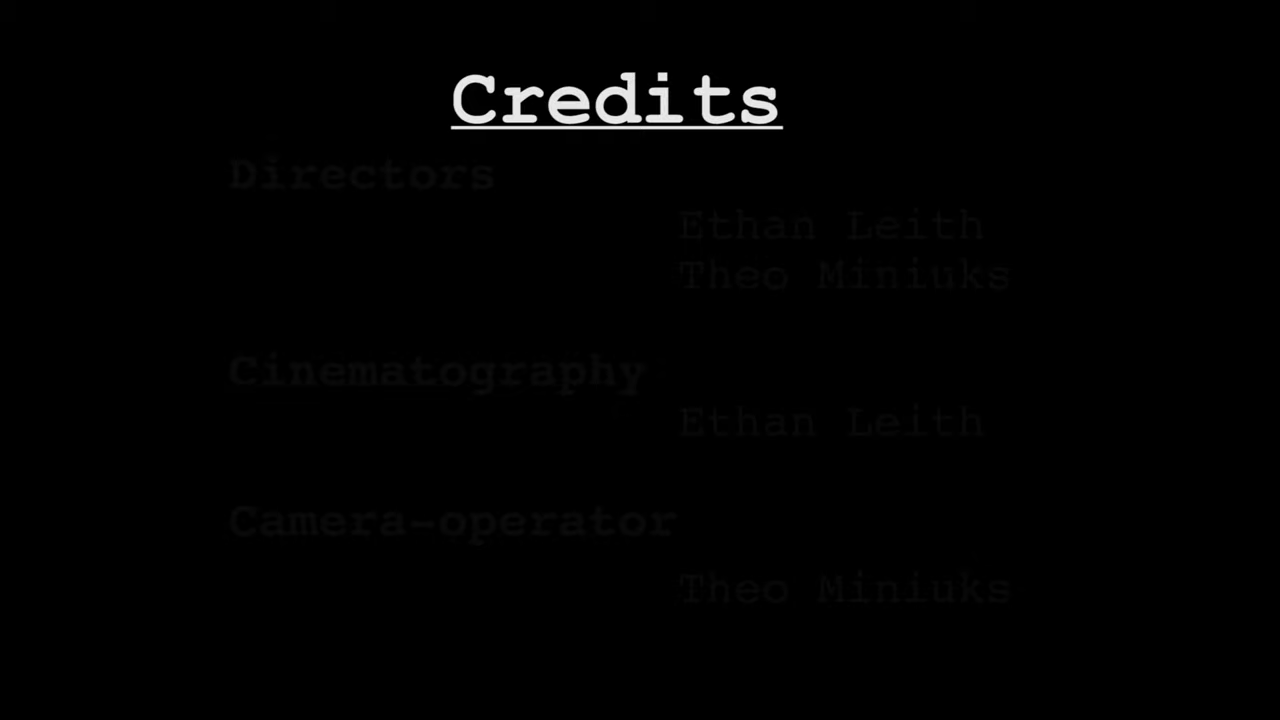 Credits
Directors
Ethan Leith
Theo Miniuks
Cinematography
Ethan Leith
Camera-operator
Theo Miniuks